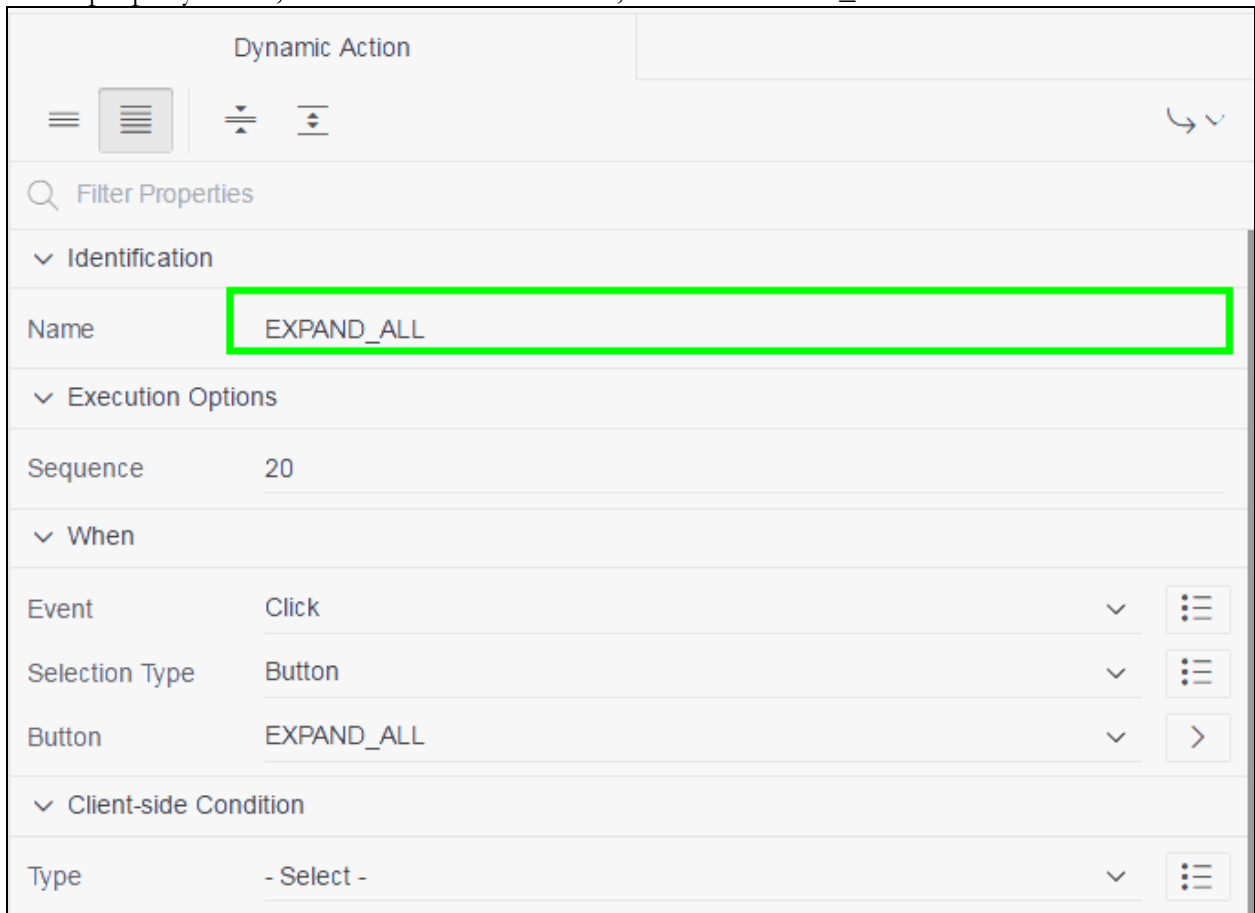 Dynamic Action
Filter Properties
Identification
Name EXPAND_ALL
Execution Options
Sequence 20
When
Event Click
Selection Type Button
Button EXPAND_ALL
Client-side Condition
Type - Select -